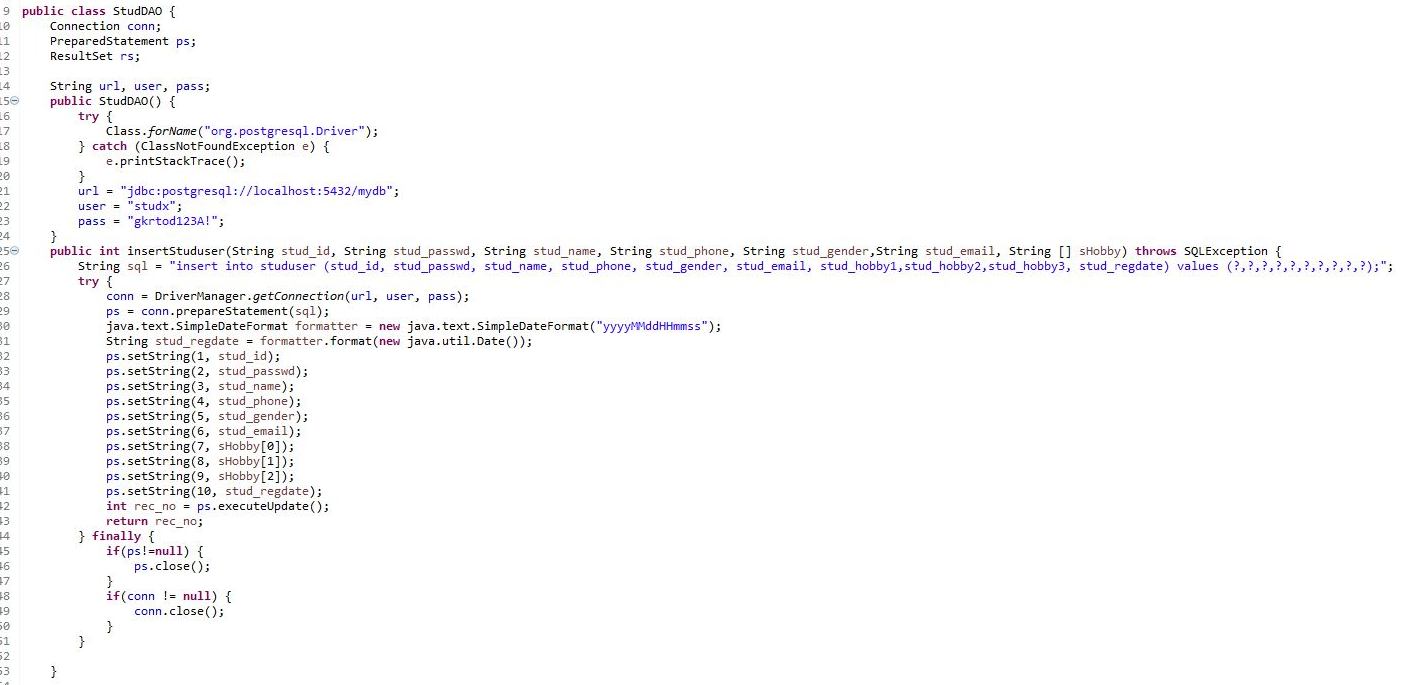 9 public class StudDAO {
10 Connection conn;
11 PreparedStatement ps;
12 ResultSet rs;
13
14 String url, user, pass;
15 public StudDAO() {
16 try {
17 Class.forName("org.postgresql.Driver");
18 } catch (ClassNotFoundException e) {
19 e.printStackTrace();
20 }
21 url = "jdbc:postgresql://localhost:5432/mydb";
22 user = "studx";
23 pass = "gkrtod123A!";
24 }
25 public int insertStuduser(String stud_id, String stud_passwd, String stud_name, String stud_phone, String stud_gender,String stud_email, String [] sHobby) throws SQLException {
26 String sql = "insert into studuser (stud_id, stud_passwd, stud_name, stud_phone, stud_gender, stud_email, stud_hobby1,stud_hobby2,stud_hobby3, stud_regdate) values (?,?,?,?,?,?,?,?,?,?);";
27 try {
28 conn = DriverManager.getConnection(url, user, pass);
29 ps = conn.prepareStatement(sql);
30 java.text.SimpleDateFormat formatter = new java.text.SimpleDateFormat("yyyyMMddHHmmss");
31 String stud_regdate = formatter.format(new java.util.Date());
32 ps.setString(1, stud_id);
33 ps.setString(2, stud_passwd);
34 ps.setString(3, stud_name);
35 ps.setString(4, stud_phone);
36 ps.setString(5, stud_gender);
37 ps.setString(6, stud_email);
38 ps.setString(7, sHobby[0]);
39 ps.setString(8, sHobby[1]);
40 ps.setString(9, sHobby[2]);
41 ps.setString(10, stud_regdate);
42 int rec_no = ps.executeUpdate();
43 return rec_no;
44 } finally {
45 if(ps!=null) {
46 ps.close();
47 }
48 if(conn != null) {
49 conn.close();
50 }
51 }
52
53 }